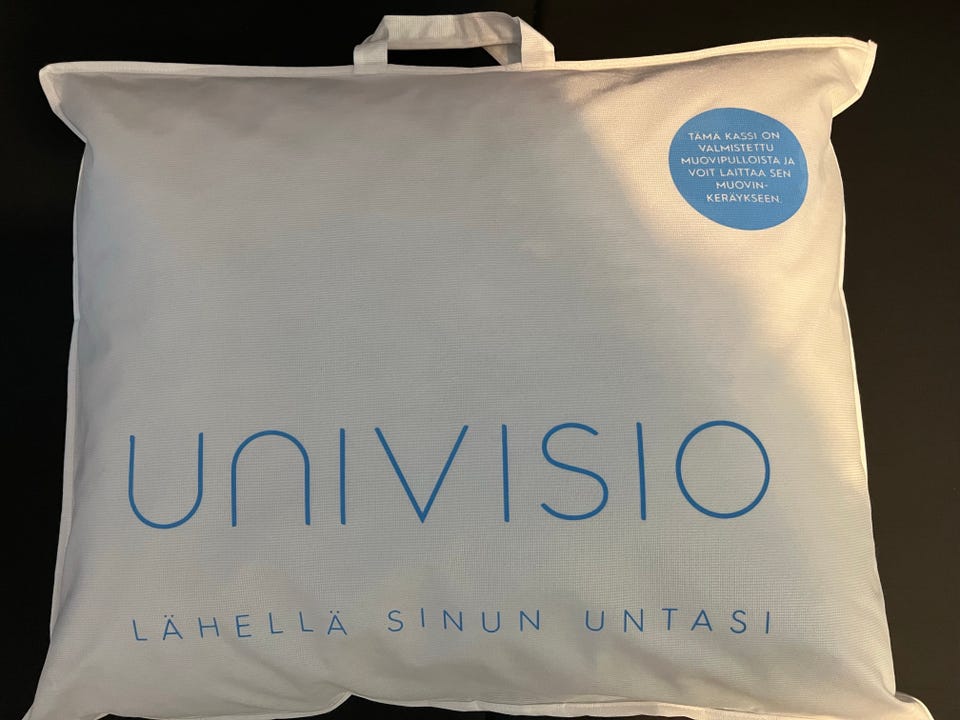 TÄMÄ KASSI ON
VALMISTETTU
MUOVIPULLOISTA JA
VOIT LAITTAA SEN
MUOVIN-
KERÄYKSEEN.
UNIVISIO
LÄHELLÄ SINUN UNTASI